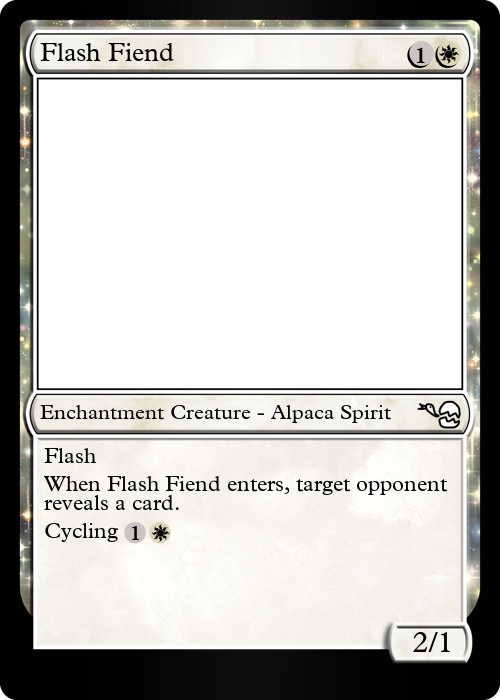 Flash Fiend 1
Enchantment Creature - Alpaca Spirit
Flash
When Flash Fiend enters, target opponent
reveals a card.
Cycling 1
2/1